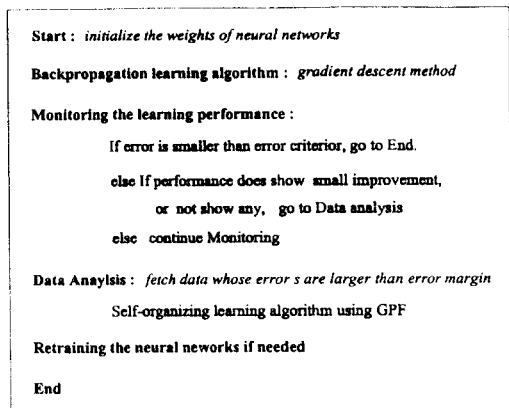 Start : initialize the weights of neural networks
Backpropagation learning algorithm : gradient descent method
Monitoring the learning performance :
If error is smaller than error criterior, go to End.
else If performance does show small improvement,
or not show any, go to Data analysis
else continue Monitoring
Data Anaylsis : fetch data whose error s are larger than error margin
Self-organizing learning algorithm using GPF
Retraining the neural neworks if needed
End